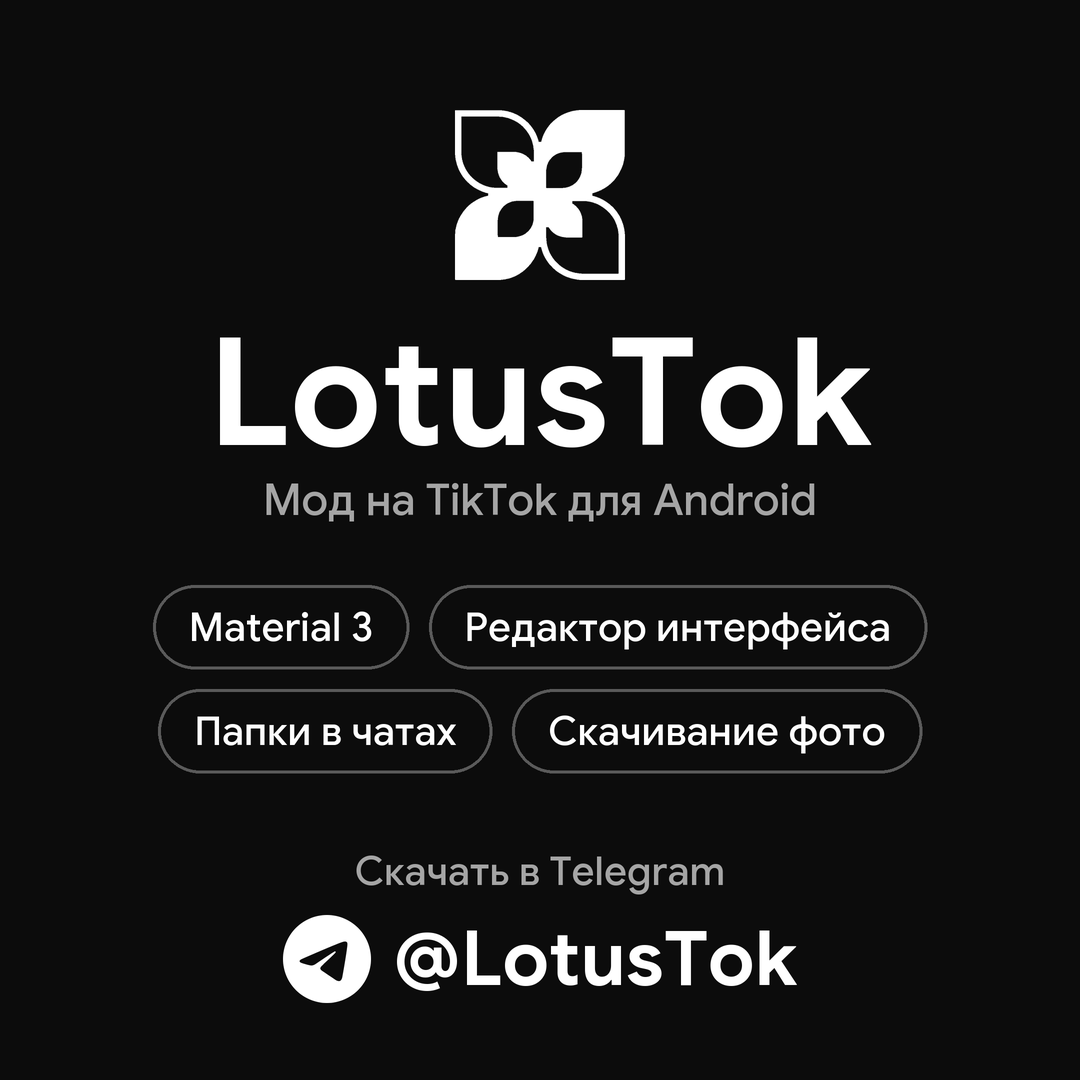 LotusTok
Мод на TikTok для Android
Material 3
Редактор интерфейса
Папки в чатах
Скачивание фото
Скачать в Telegram
@LotusTok